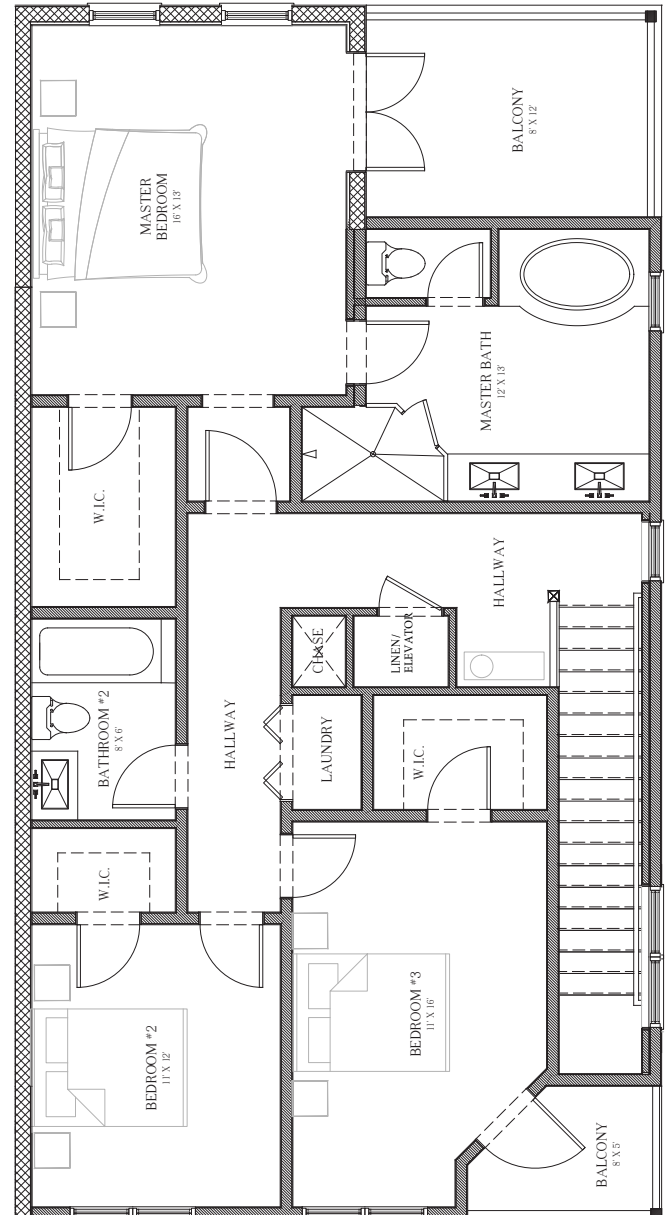 BALCONY
8' X 12'
MASTER
BEDROOM
16' X 13'
MASTER BATH
12' X 13'
W.I.C.
HALLWAY
CHASE
LINEN/
ELEVATOR
BATHROOM #2
8' X 6'
HALLWAY
LAUNDRY
W.I.C.
W.I.C.
BEDROOM #2
11' X 12'
BEDROOM #3
11' X 16'
BALCONY
8' X 5'